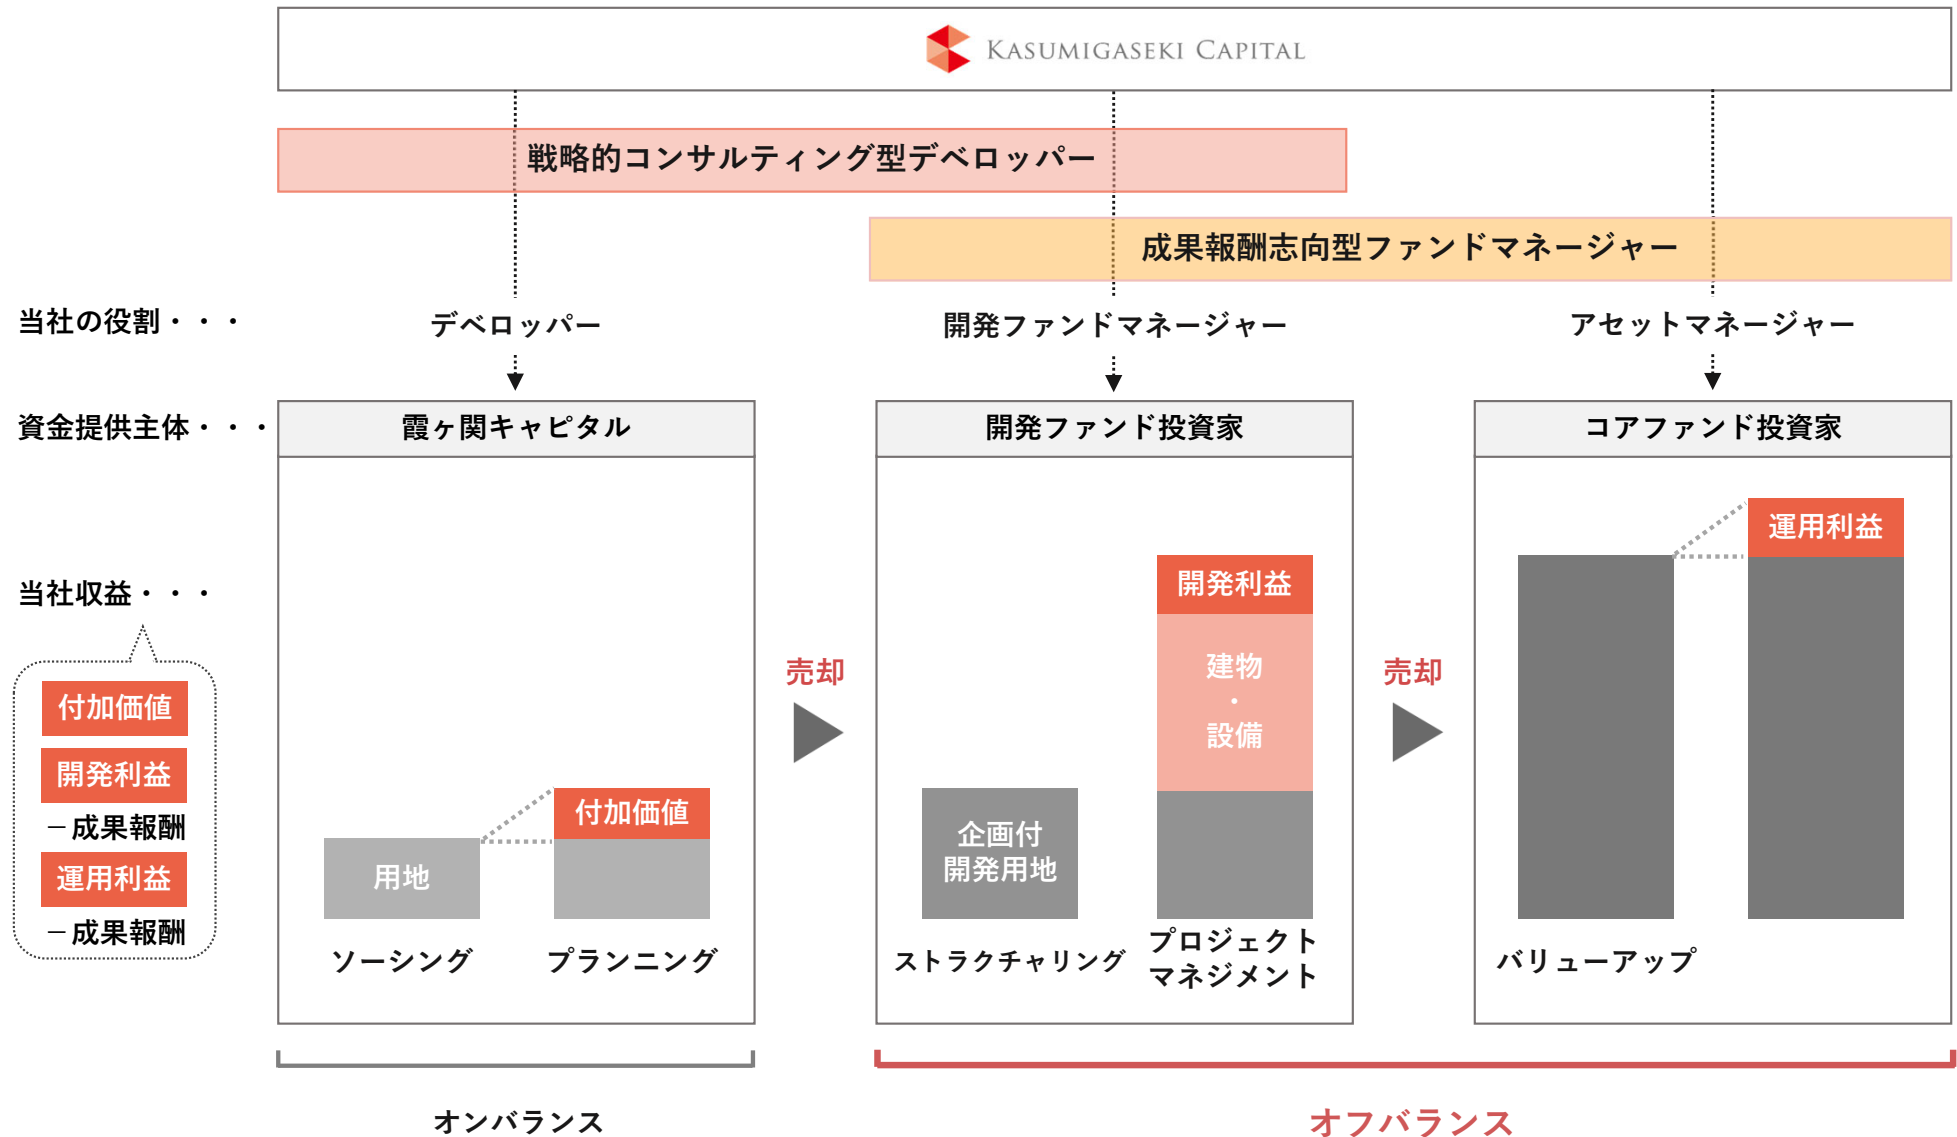 KASUMIGASEKI CAPITAL
戦略的コンサルティング型デベロッパー
成果報酬志向型ファンドマネージャー
当社の役割・・・
デベロッパー
開発ファンドマネージャー
アセットマネージャー
資金提供主体・・・
霞ヶ関キャピタル
開発ファンド投資家
コアファンド投資家
当社収益・・・
付加価値
開発利益
－成果報酬
運用利益
－成果報酬
用地
付加価値
ソーシング
プランニング
売却
企画付
開発用地
開発利益
建物
・
設備
ストラクチャリング
プロジェクト
マネジメント
売却
運用利益
バリューアップ
オンバランス
オフバランス